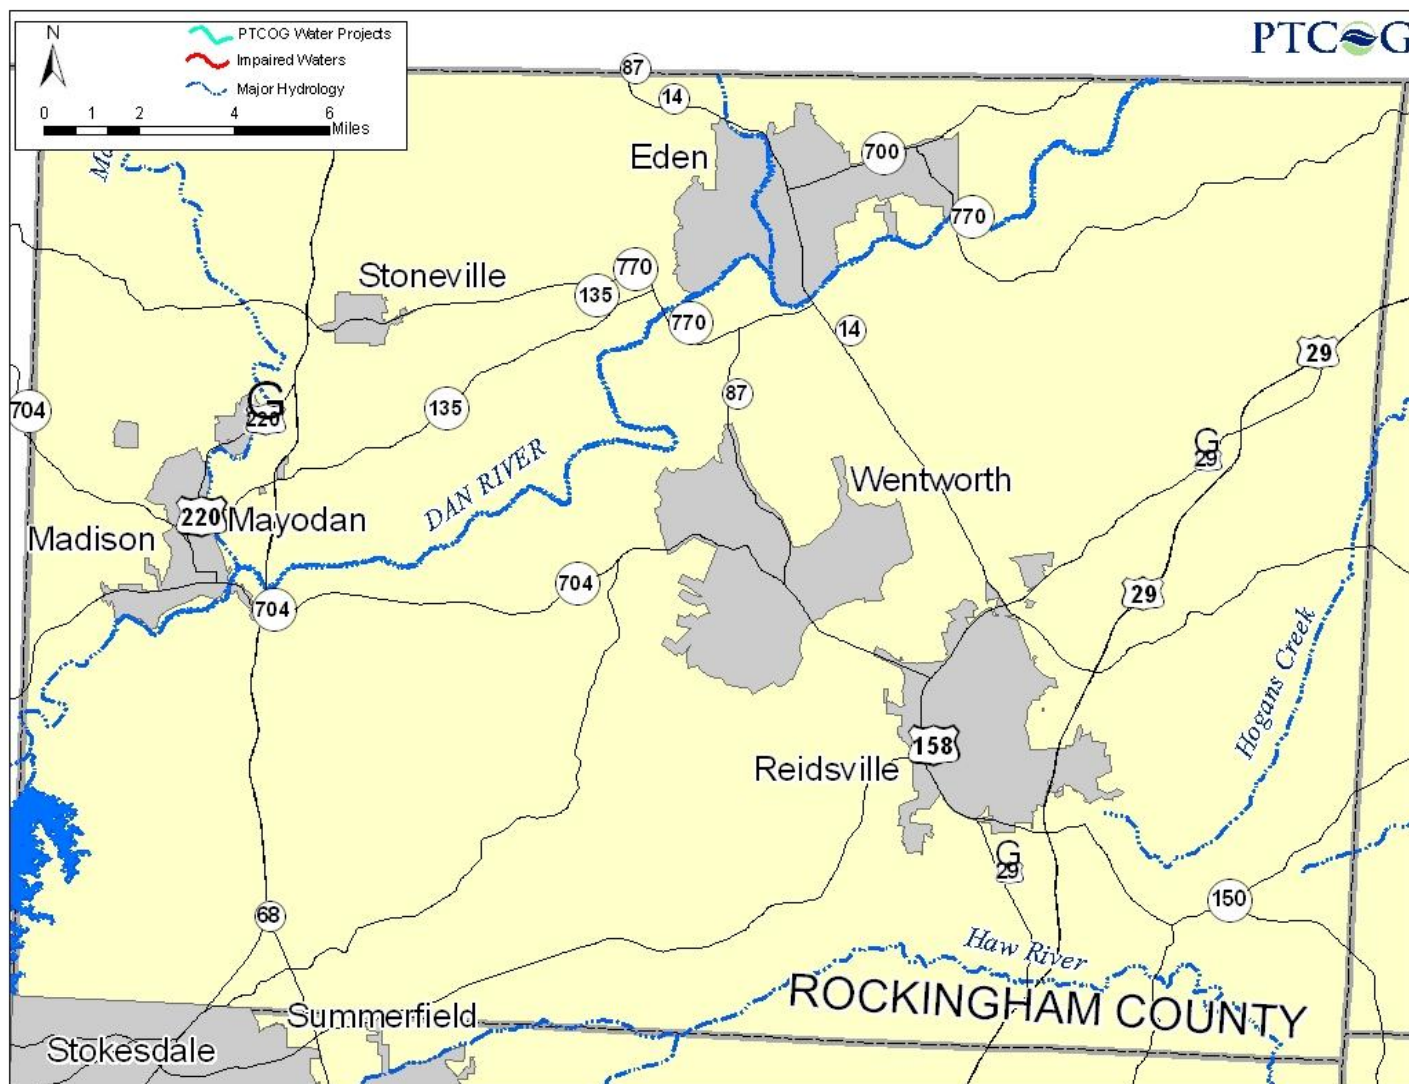 N
PTCOG Water Projects
Impaired Waters
Major Hydrology
0 1 2 4 6
Miles
PTCOG
87
14
Eden
700
770
Stoneville
770
135
770
14
29
704
G
220
135
87
G
29
DAN RIVER
Wentworth
220
Mayodan
Madison
704
704
29
Hogans Creek
158
Reidsville
G
29
150
68
Haw River
ROCKINGHAM COUNTY
Summerfield
Stokesdale